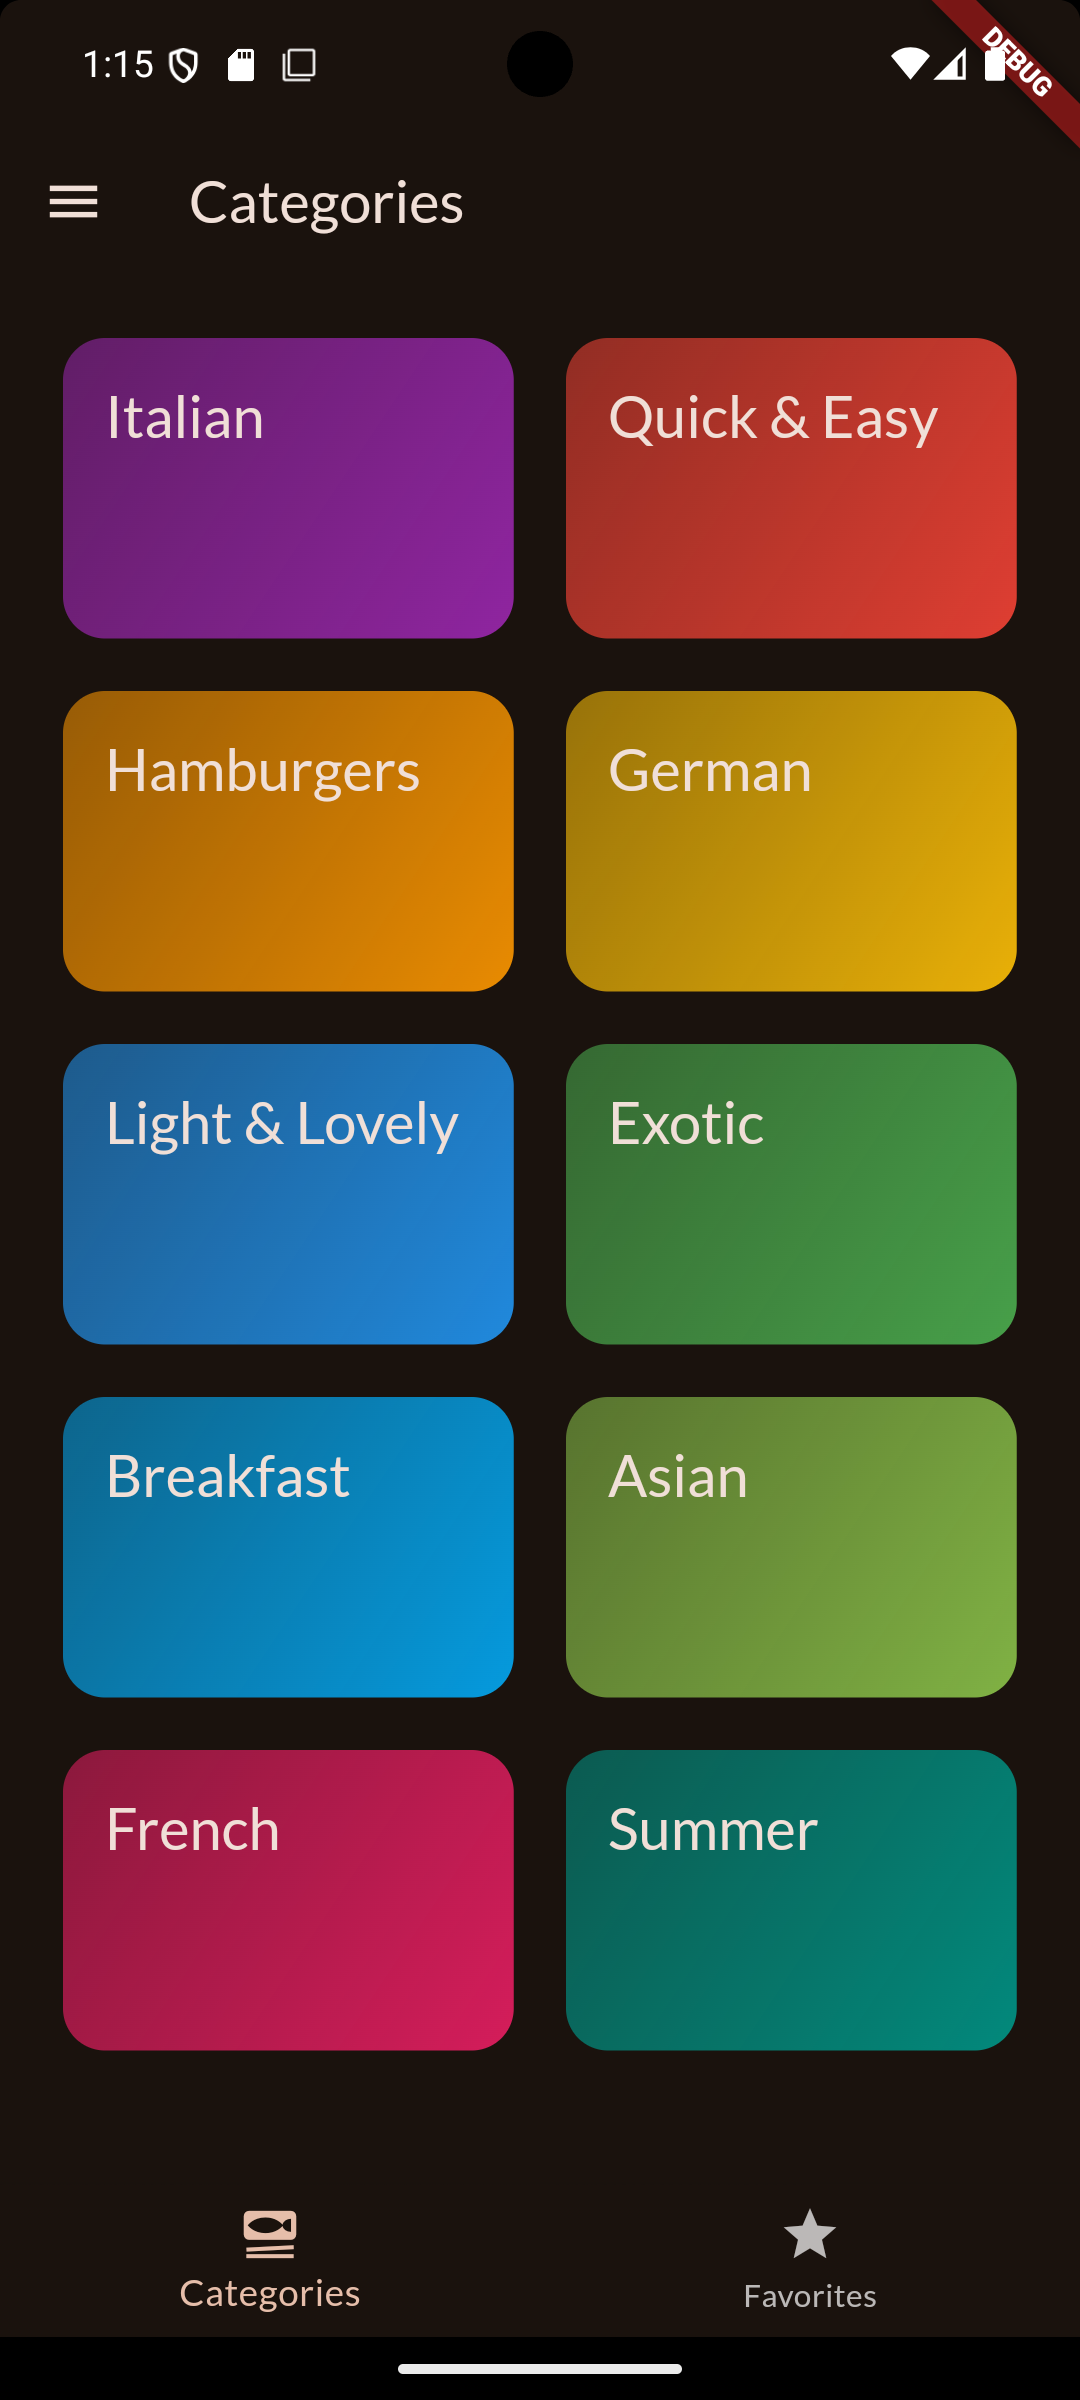 1:15
DEBUG
Categories
Italian
Quick & Easy
Hamburgers
German
Light & Lovely
Exotic
Breakfast
Asian
French
Summer
Categories
Favorites